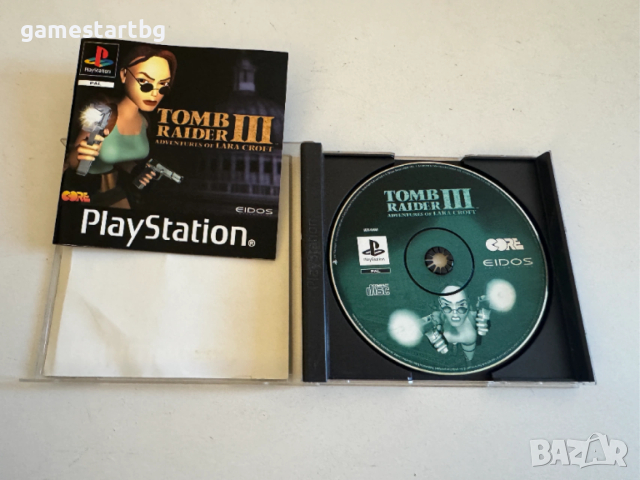 gamestartbg
PlayStation
PAL
TOMB
RAIDER III
ADVENTURES OF LARA CROFT
CORE
EIDOS
PlayStation
TOMB
RAIDER III
ADVENTURES OF LARA CROFT
PlayStation
PAL
CORE
EIDOS
BAZAR